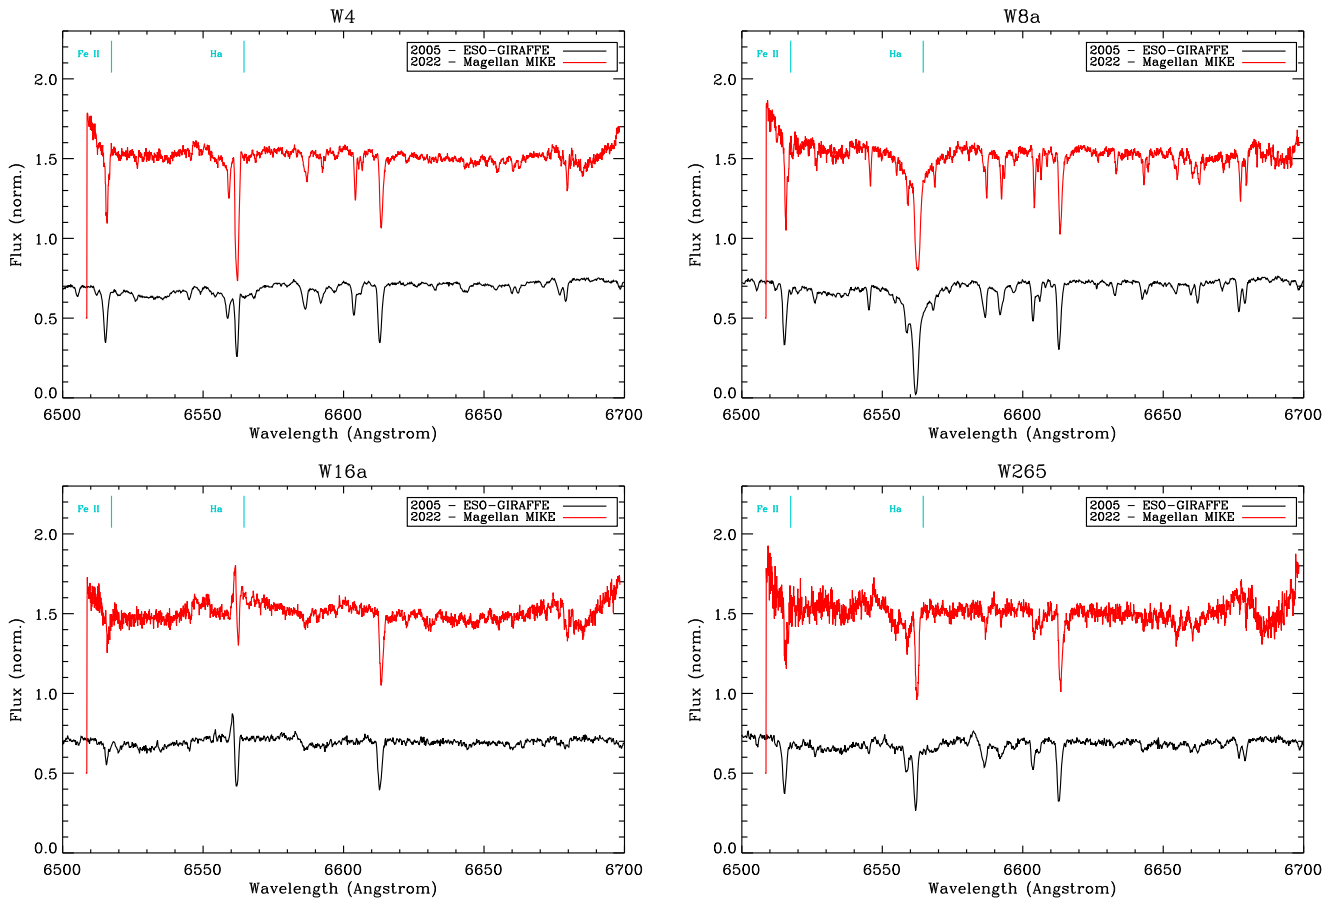 W4
Fe II
Ha
2005 - ESO-GIRAFFE
2022 - Magellan MIKE
2.0
1.5
1.0
0.5
0.0
Flux (norm.)
6500 6550 6600 6650 6700
Wavelength (Angstrom)
W8a
Fe II
Ha
2005 - ESO-GIRAFFE
2022 - Magellan MIKE
2.0
1.5
1.0
0.5
0.0
Flux (norm.)
6500 6550 6600 6650 6700
Wavelength (Angstrom)
W16a
Fe II
Ha
2005 - ESO-GIRAFFE
2022 - Magellan MIKE
2.0
1.5
1.0
0.5
0.0
Flux (norm.)
6500 6550 6600 6650 6700
Wavelength (Angstrom)
W265
Fe II
Ha
2005 - ESO-GIRAFFE
2022 - Magellan MIKE
2.0
1.5
1.0
0.5
0.0
Flux (norm.)
6500 6550 6600 6650 6700
Wavelength (Angstrom)